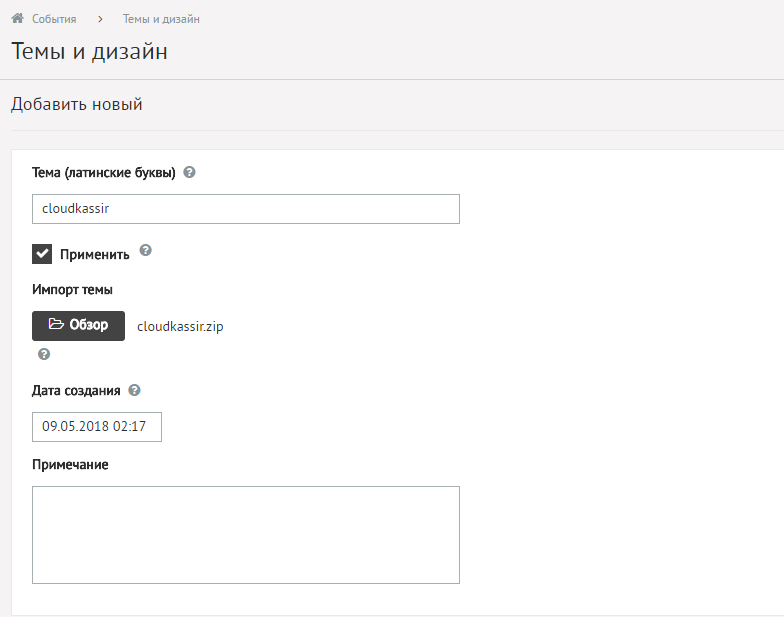 События > Темы и дизайн
Темы и дизайн
Добавить новый
Тема (латинские буквы) ?
cloudkassir
Применить ?
Импорт темы
Обзор cloudkassir.zip
?
Дата создания ?
09.05.2018 02:17
Примечание